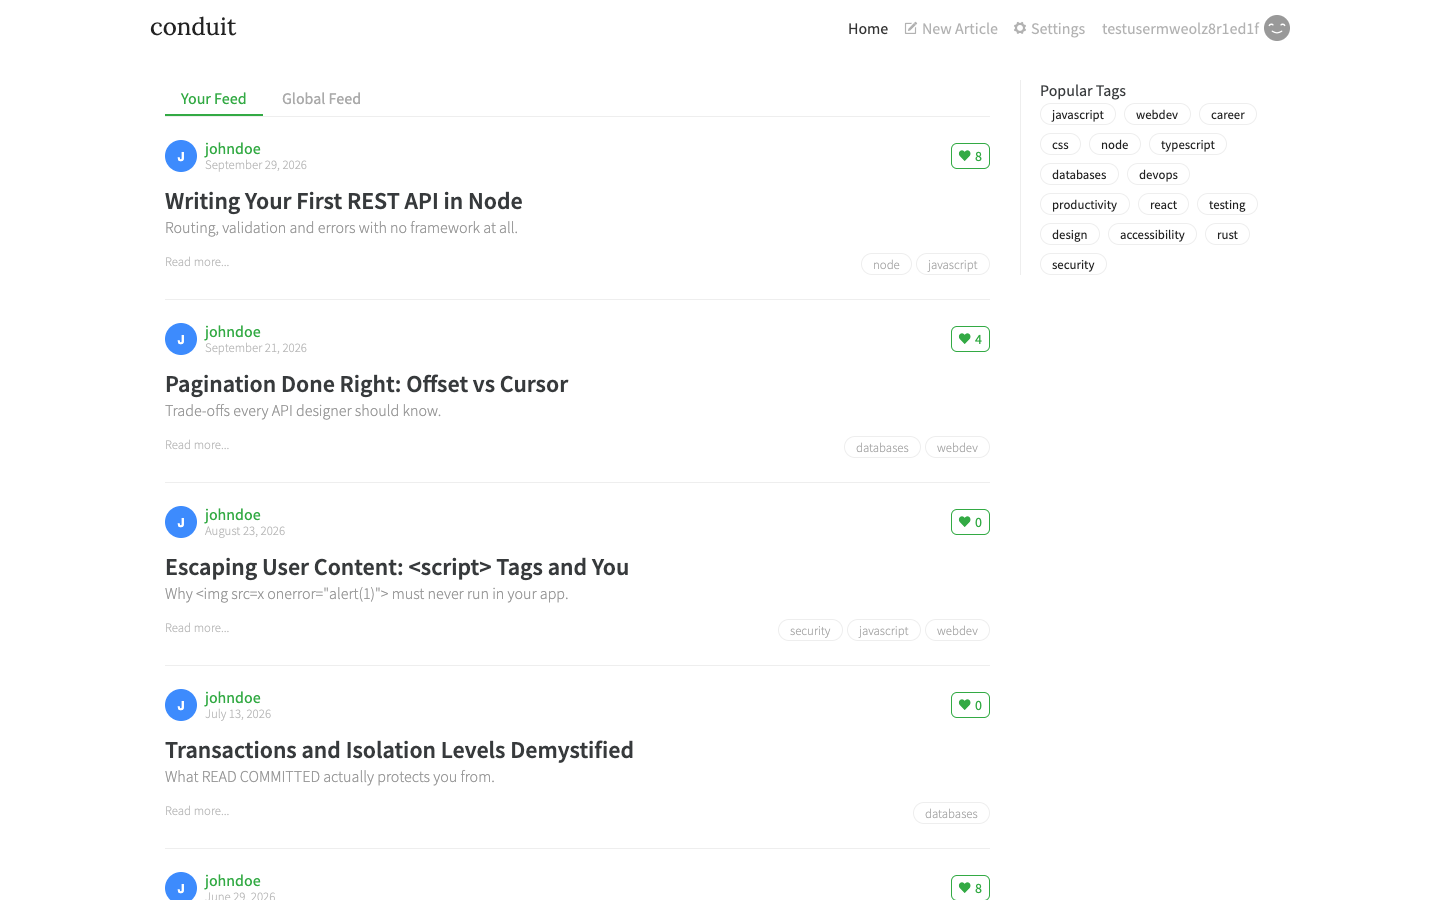 conduit
Home New Article Settings testusermweolz8r1ed1f
Your Feed Global Feed
johndoe
September 29, 2026
8
Writing Your First REST API in Node
Routing, validation and errors with no framework at all.
Read more...
node javascript
johndoe
September 21, 2026
4
Pagination Done Right: Offset vs Cursor
Trade-offs every API designer should know.
Read more...
databases webdev
johndoe
August 23, 2026
0
Escaping User Content: <script> Tags and You
Why <img src=x onerror="alert(1)"> must never run in your app.
Read more...
security javascript webdev
johndoe
July 13, 2026
0
Transactions and Isolation Levels Demystified
What READ COMMITTED actually protects you from.
Read more...
databases
johndoe
June 29, 2026
8
Popular Tags
javascript webdev career
css node typescript
databases devops
productivity react testing
design accessibility rust
security